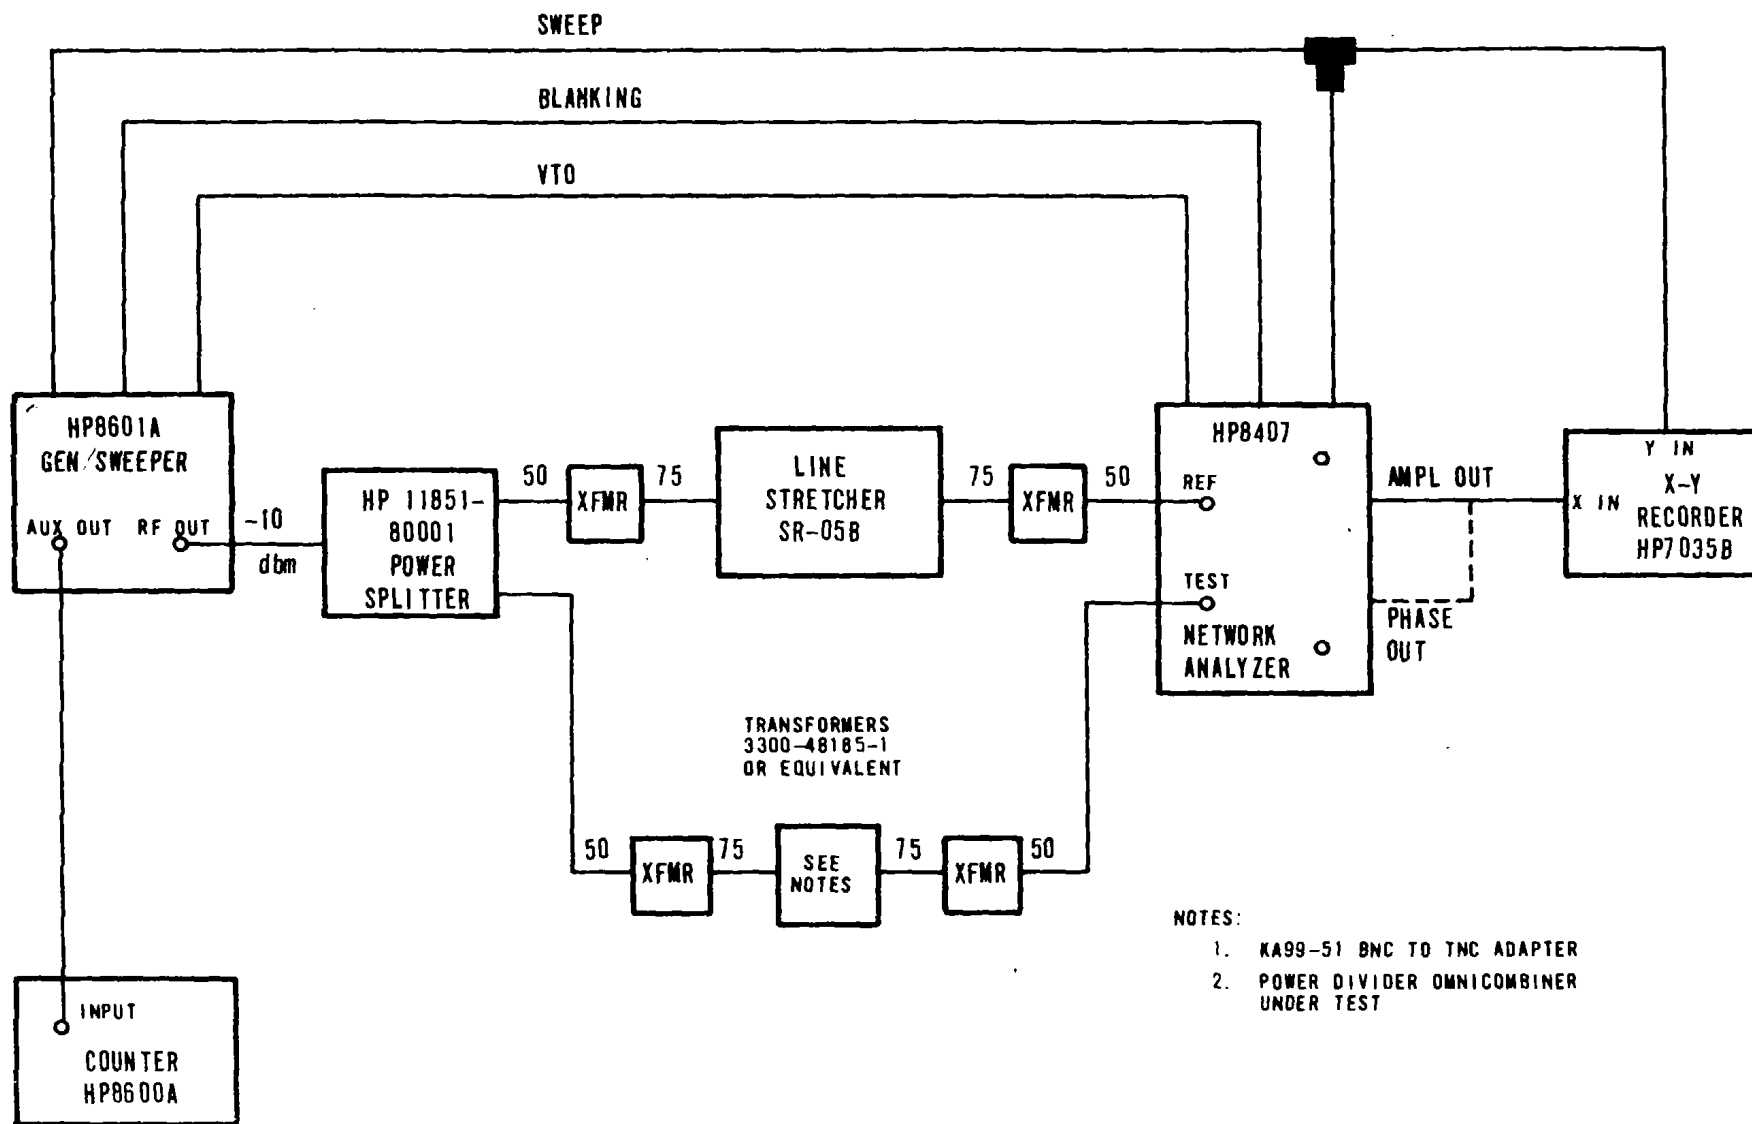 SWEEP
BLANKING
VTO
HP8601A
GEN/SWEEPER
AUX OUT
RF OUT
-10
dbm
HP 11851-
80001
POWER
SPLITTER
50
XFMR
75
LINE
STRETCHER
SR-05B
75
XFMR
50
HP8407
REF
TEST
NETWORK
ANALYZER
AMPL OUT
PHASE
OUT
Y IN
X IN
X-Y
RECORDER
HP7035B
TRANSFORMERS
3300-48185-1
OR EQUIVALENT
50
XFMR
75
SEE
NOTES
75
XFMR
50
NOTES:
1. KA99-51 BNC TO TNC ADAPTER
2. POWER DIVIDER OMNICOMBINER
UNDER TEST
INPUT
COUNTER
HP8600A